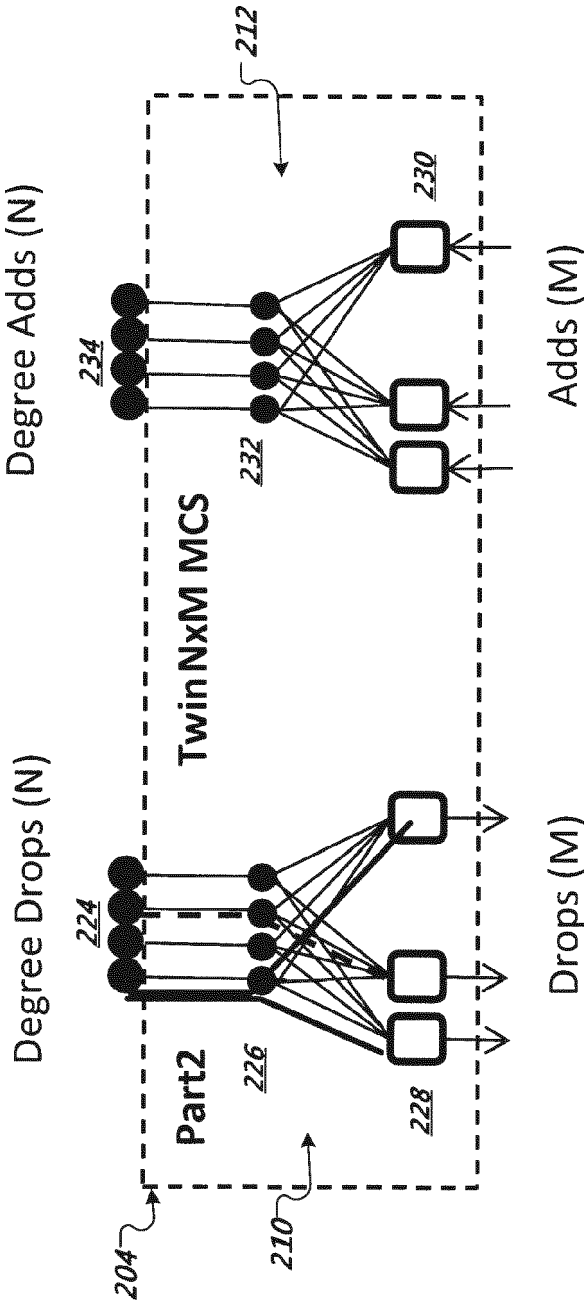 Degree Drops (N)
Degree Adds (N)
204
224
234
Part2
TwinNxM MCS
212
226
232
210
228
230
Drops (M)
Adds (M)